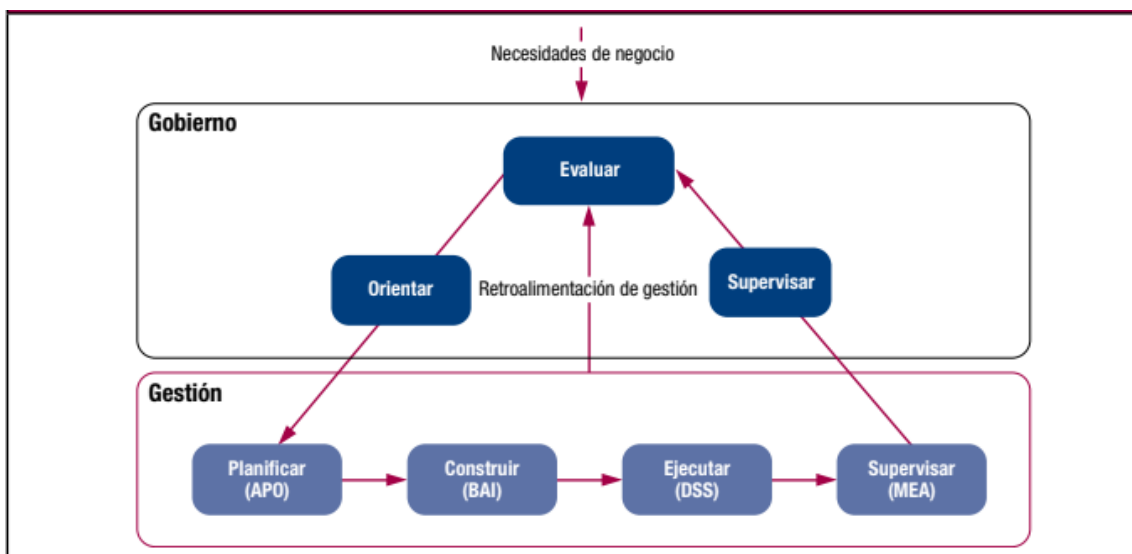 Necesidades de negocio
Gobierno
Evaluar
Orientar
Retroalimentación de gestión
Supervisar
Gestión
Planificar
(APO)
Construir
(BAI)
Ejecutar
(DSS)
Supervisar
(MEA)